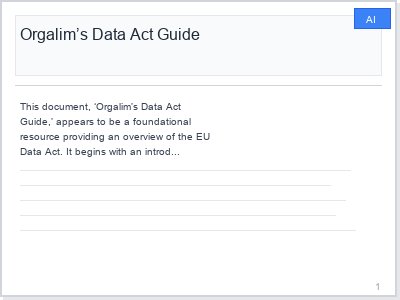 AI
Orgalim’s Data Act Guide
This document, 'Orgalim's Data Act
Guide,' appears to be a foundational
resource providing an overview of the EU
Data Act. It begins with an introd...
1